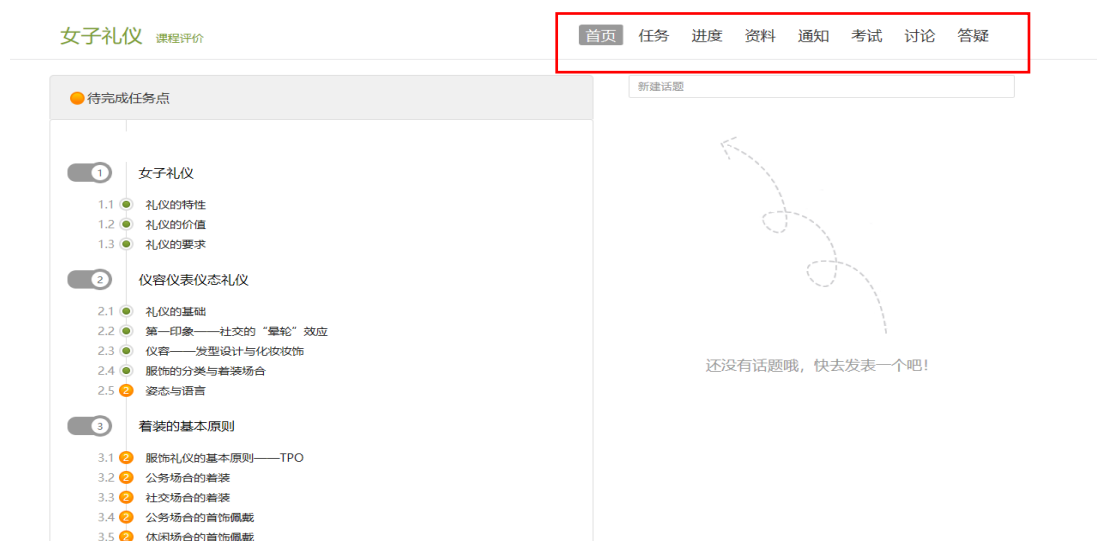 女子礼仪 课程评价
首页 任务 进度 资料 通知 考试 讨论 答疑
待完成任务点
新建话题
1 女子礼仪
1.1 礼仪的特性
1.2 礼仪的价值
1.3 礼仪的要求
2 仪容仪表仪态礼仪
2.1 礼仪的基础
2.2 第一印象——社交的“晕轮”效应
2.3 仪容——发型设计与化妆妆饰
2.4 服饰的分类与着装场合
2.5 2 姿态与语言
还没有话题哦，快去发表一个吧！
3 着装的基本原则
3.1 2 服饰礼仪的基本原则——TPO
3.2 2 公务场合的着装
3.3 2 社交场合的着装
3.4 2 公务场合的首饰佩戴
3.5 2 休闲场合的首饰佩戴